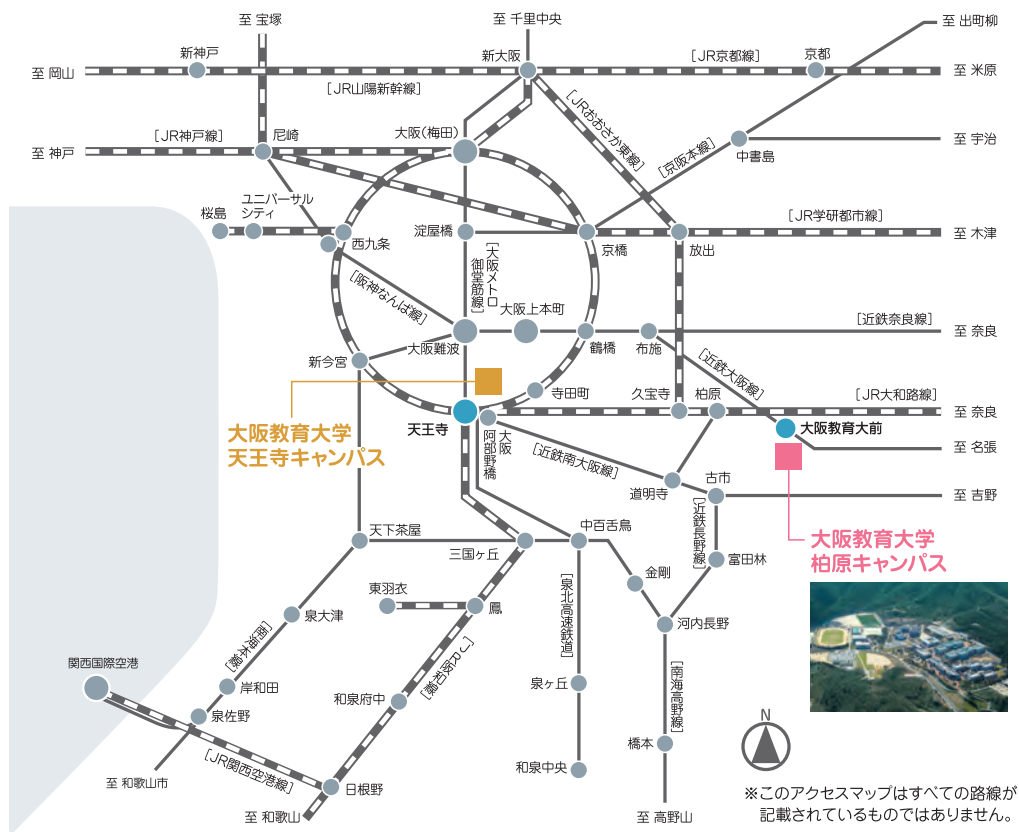 至 宝塚
至 千里中央
至 出町柳
新神戸
新大阪
[JR京都線]
京都
至 岡山
至 米原
[JR山陽新幹線]
[JRおおさか東線]
[JR神戸線]
尼崎
大阪(梅田)
至 神戸
[京阪本線]
中書島
至 宇治
ユニバーサル
シティ
桜島
西九条
淀屋橋
京橋
放出
[JR学研都市線]
至 木津
[大阪メトロ
御堂筋線]
[阪神なんば線]
大阪上本町
[近鉄奈良線]
大阪難波
鶴橋
布施
至 奈良
新今宮
[近鉄大阪線]
寺田町
久宝寺
柏原
[JR大和路線]
至 奈良
大阪教育大学
天王寺キャンパス
天王寺
大阪
阿部野橋
大阪教育大前
至 名張
[近鉄南大阪線]
道明寺
古市
至 吉野
[近鉄長野線]
天下茶屋
三国ヶ丘
中百舌鳥
富田林
大阪教育大学
柏原キャンパス
金剛
東羽衣
鳳
[泉北高速鉄道]
泉大津
河内長野
[南海本線]
[JR阪和線]
関西国際空港
岸和田
和泉府中
泉ヶ丘
[南海高野線]
泉佐野
N
橋本
[JR関西空港線]
和泉中央
至 和歌山市
日根野
至 和歌山
至 高野山
※このアクセスマップはすべての路線が
記載されているものではありません。